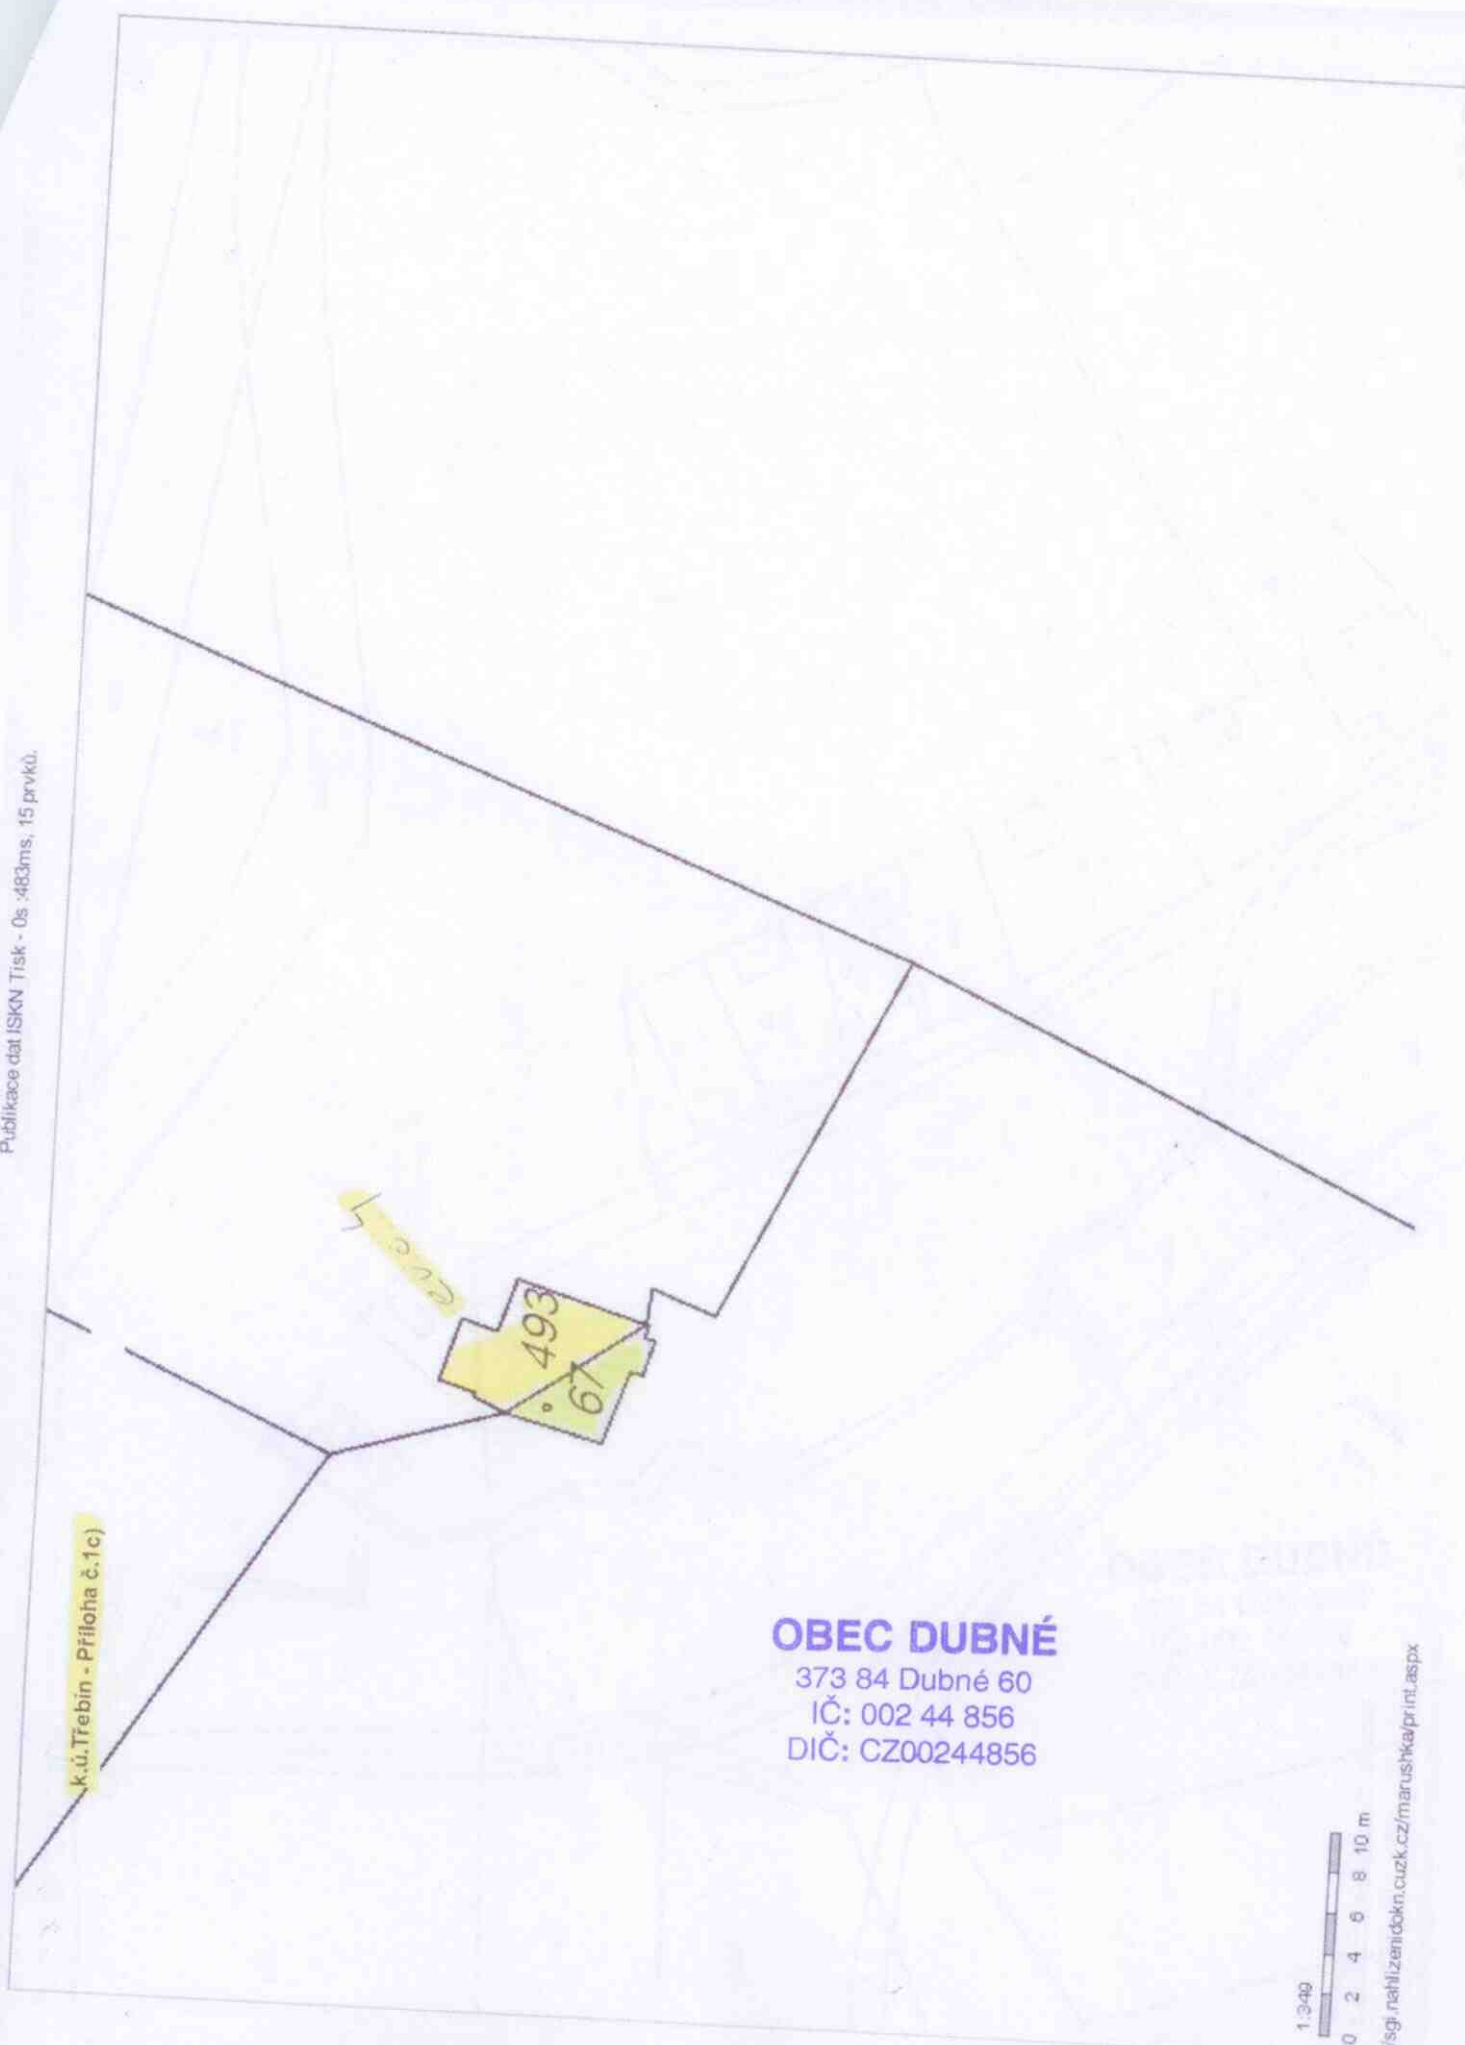 Publikace dat ISKN Tisk - 0s :483ms, 15 prvků.
k.ú.Třebín - Příloha č.1c)
493
67
OBEC DUBNÉ
373 84 Dubné 60
IČ: 002 44 856
DIČ: CZ00244856
1:349
0 2 4 6 8 10 m
/sgi.nahlizenidokn.cuzk.cz/marushka/print.aspx